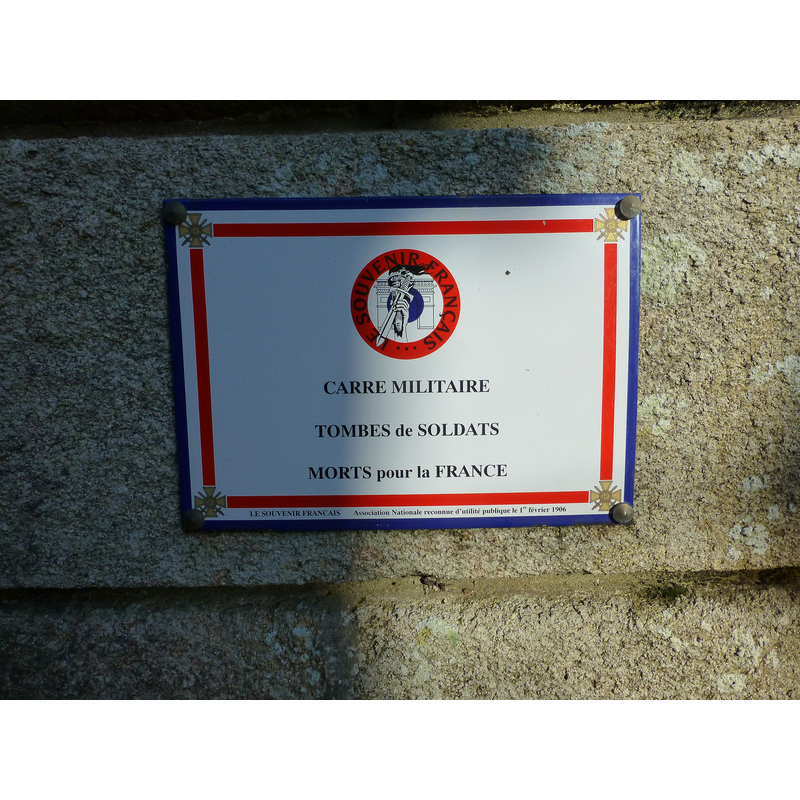 LE SOUVENIR FRANÇAIS
CARRE MILITAIRE
TOMBES de SOLDATS
MORTS pour la FRANCE
LE SOUVENIR FRANCAIS Association Nationale reconnue d'utilité publique le 1er février 1906